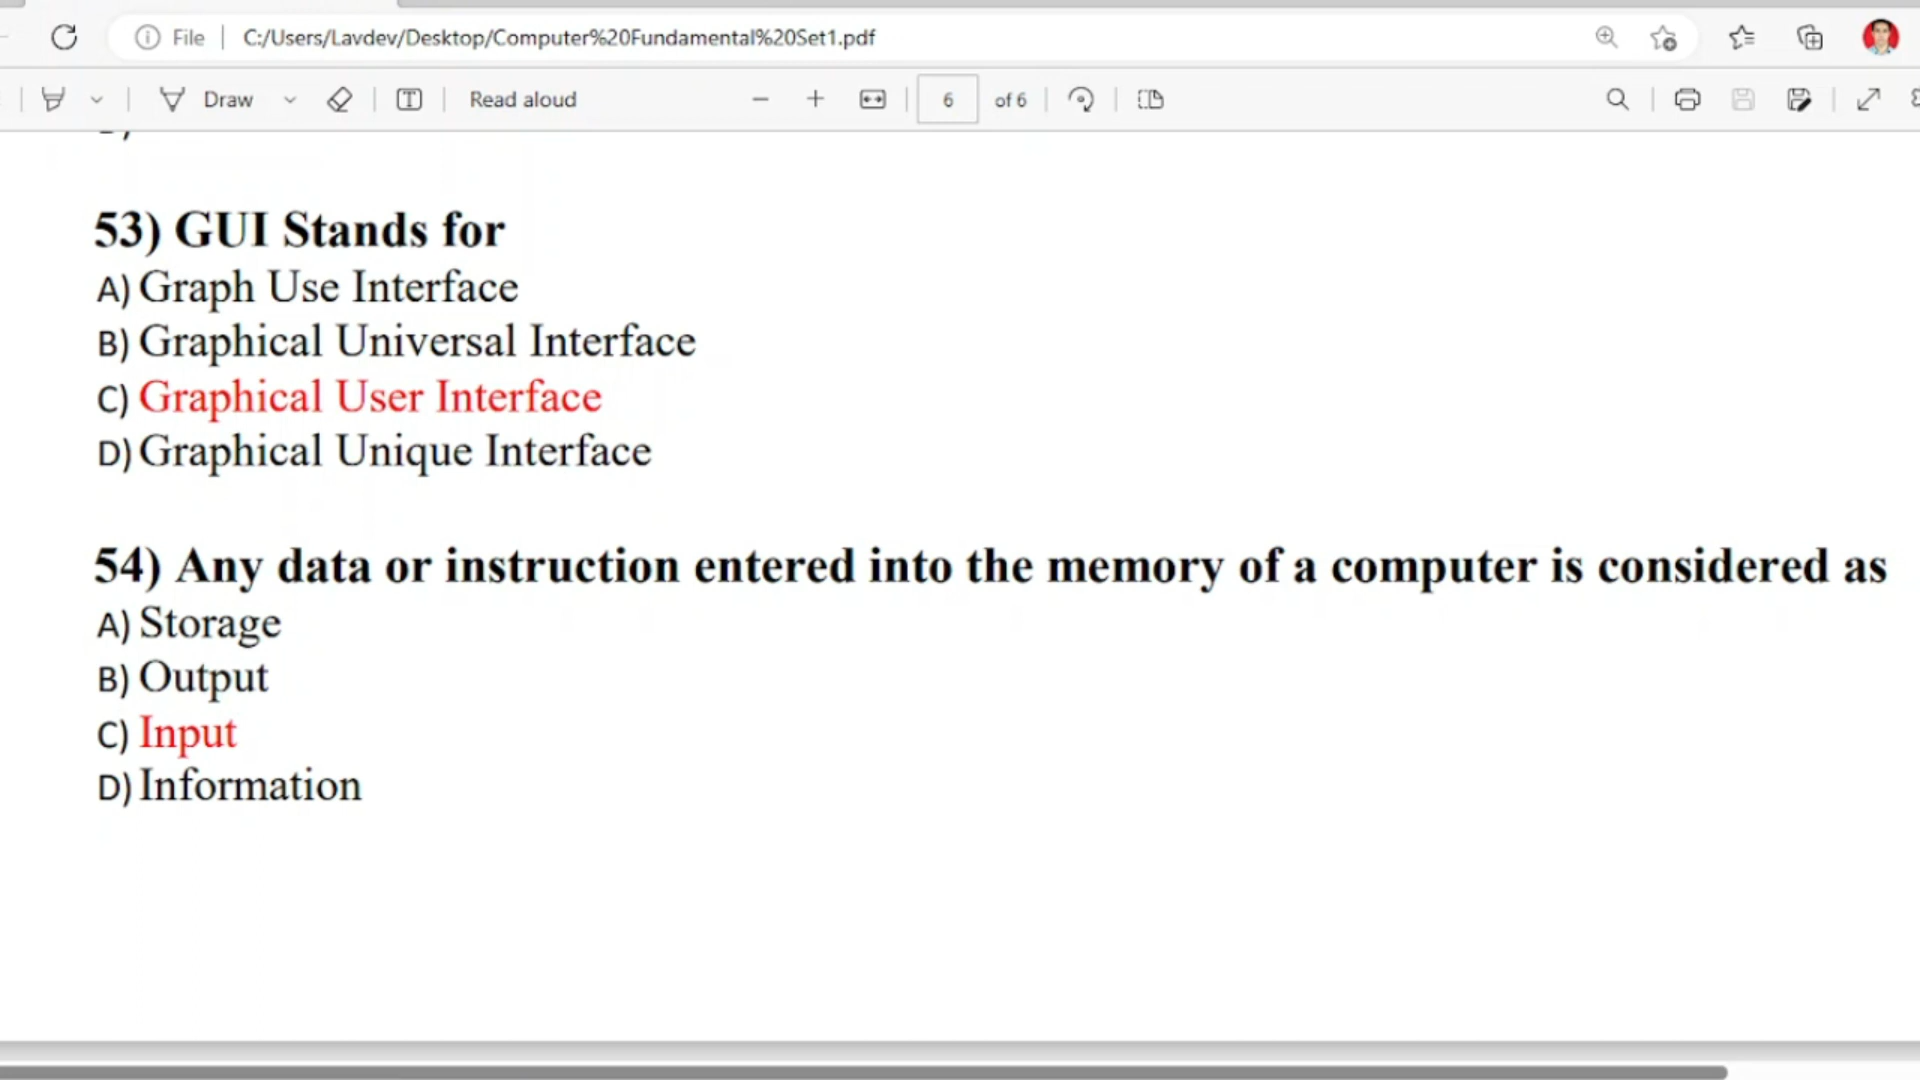 File C:/Users/Lavdev/Desktop/Computer%20Fundamental%20Set1.pdf
Draw Read aloud 6 of 6
53) GUI Stands for
A) Graph Use Interface
B) Graphical Universal Interface
C) Graphical User Interface
D) Graphical Unique Interface
54) Any data or instruction entered into the memory of a computer is considered as
A) Storage
B) Output
C) Input
D) Information